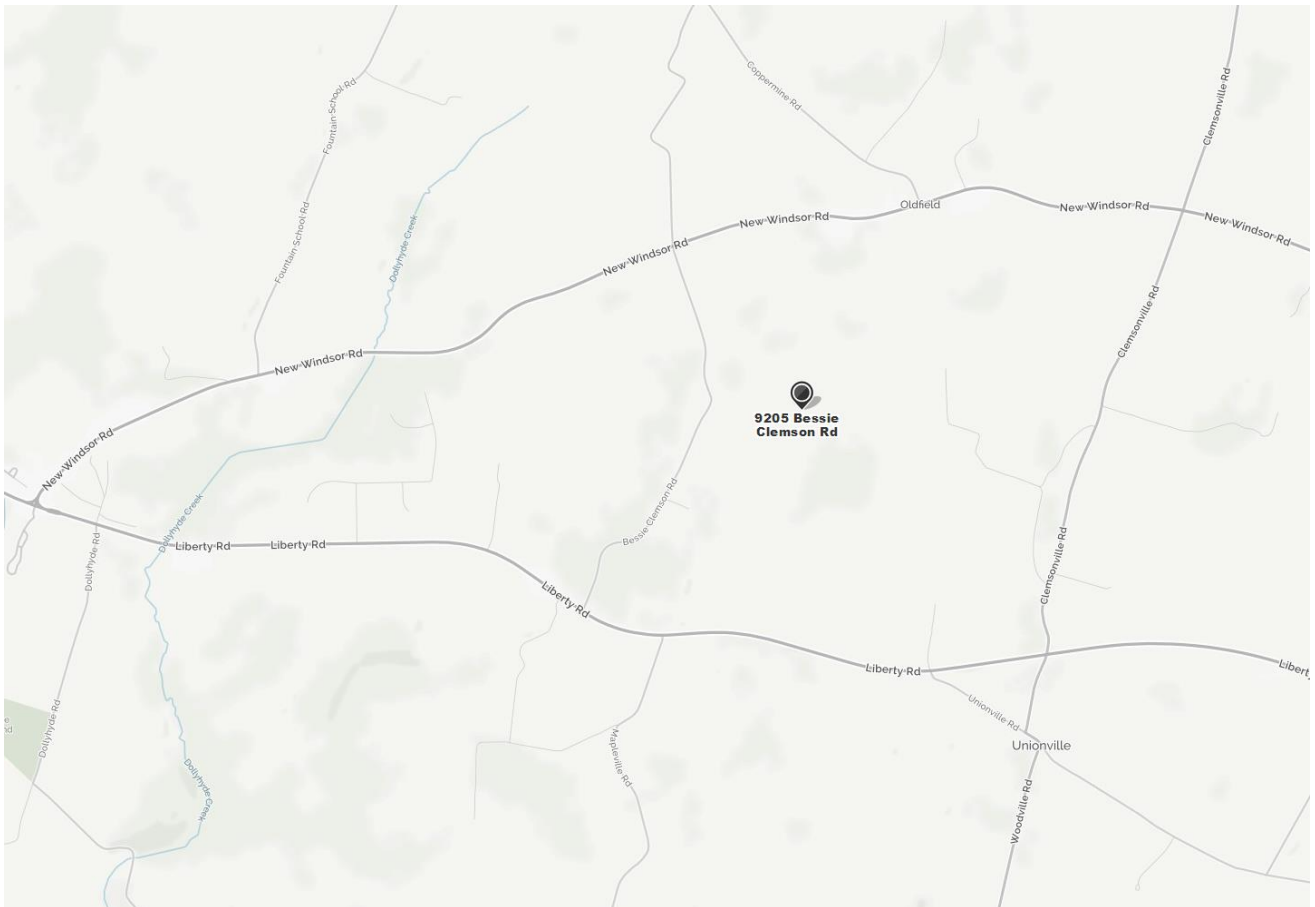 Clemsonville Rd
Coppermine Rd
Fountain School Rd
Fountain School Rd
Oldfield
New Windsor Rd
New Windsor Rd
New Windsor Rd
New Windsor Rd
Dollyhyde Creek
Clemsonville Rd
New Windsor Rd
9205 Bessie
Clemson Rd
New Windsor Rd
Bessie Clemson Rd
Dollyhyde Creek
Dollyhyde Rd
Liberty Rd
Liberty Rd
Clemsonville Rd
Liberty Rd
Liberty Rd
Liberty
Unionville Rd
Dollyhyde Rd
Unionville
Mapleville Rd
Dollyhyde Creek
Woodville Rd